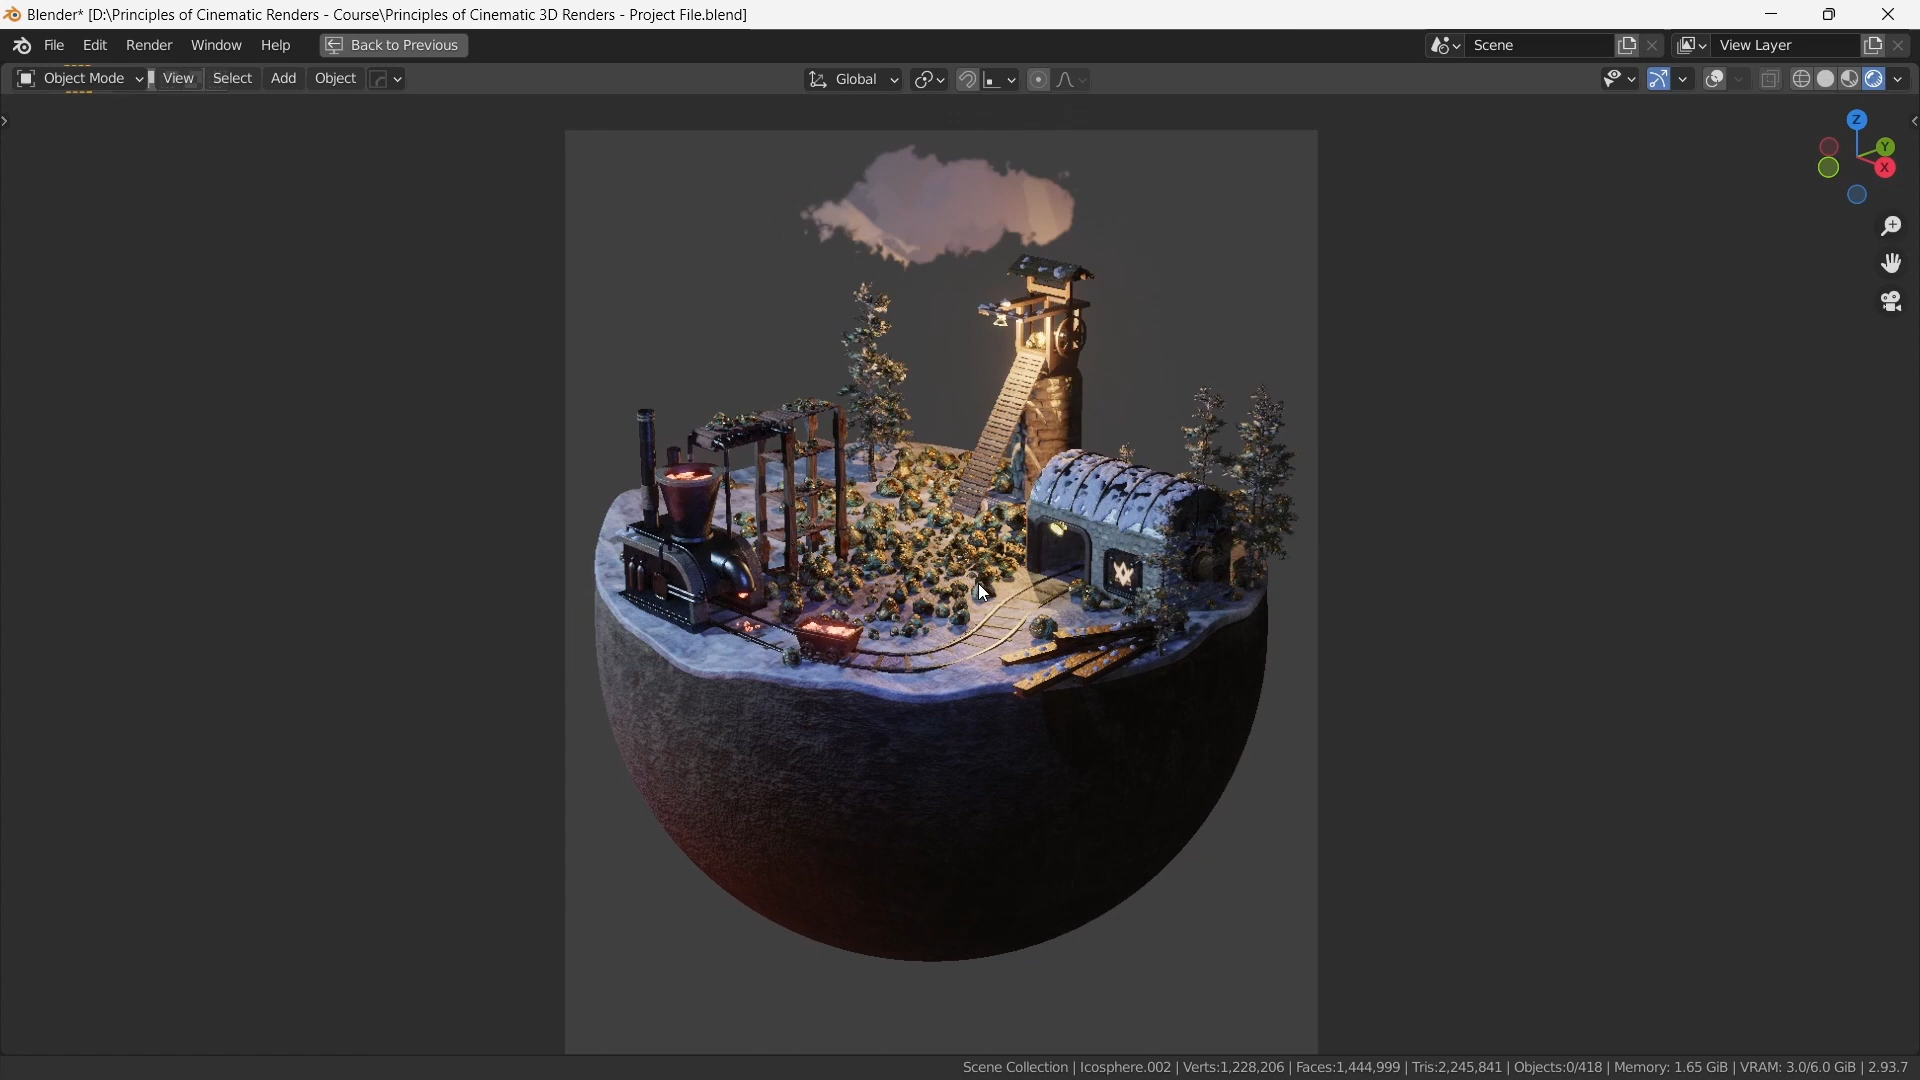 Blender* [D:\Principles of Cinematic Renders - Course\Principles of Cinematic 3D Renders - Project File.blend]
File Edit Render Window Help Back to Previous Scene View Layer
Object Mode View Select Add Object Global
Z
Y
X
Scene Collection | Icosphere.002 | Verts:1,228,206 | Faces:1,444,999 | Tris:2,245,841 | Objects:0/418 | Memory: 1.65 GiB | VRAM: 3.0/6.0 GiB | 2.93.7